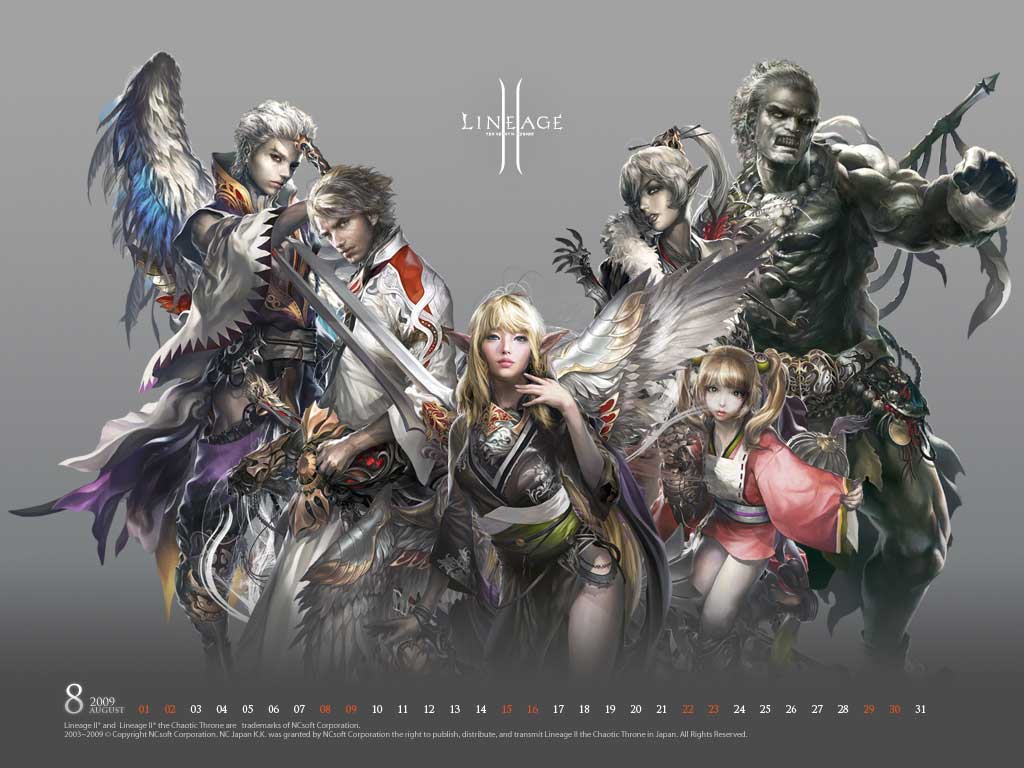 LINEAGE
II
8 2009
AUGUST 01 02 03 04 05 06 07 08 09 10 11 12 13 14 15 16 17 18 19 20 21 22 23 24 25 26 27 28 29 30 31
Lineage II® and Lineage II® the Chaotic Throne are trademarks of NCsoft Corporation.
2003~2009 © Copyright NCsoft Corporation. NC Japan K.K. was granted by NCsoft Corporation the right to publish, distribute, and transmit Lineage II the Chaotic Throne in Japan. All Rights Reserved.